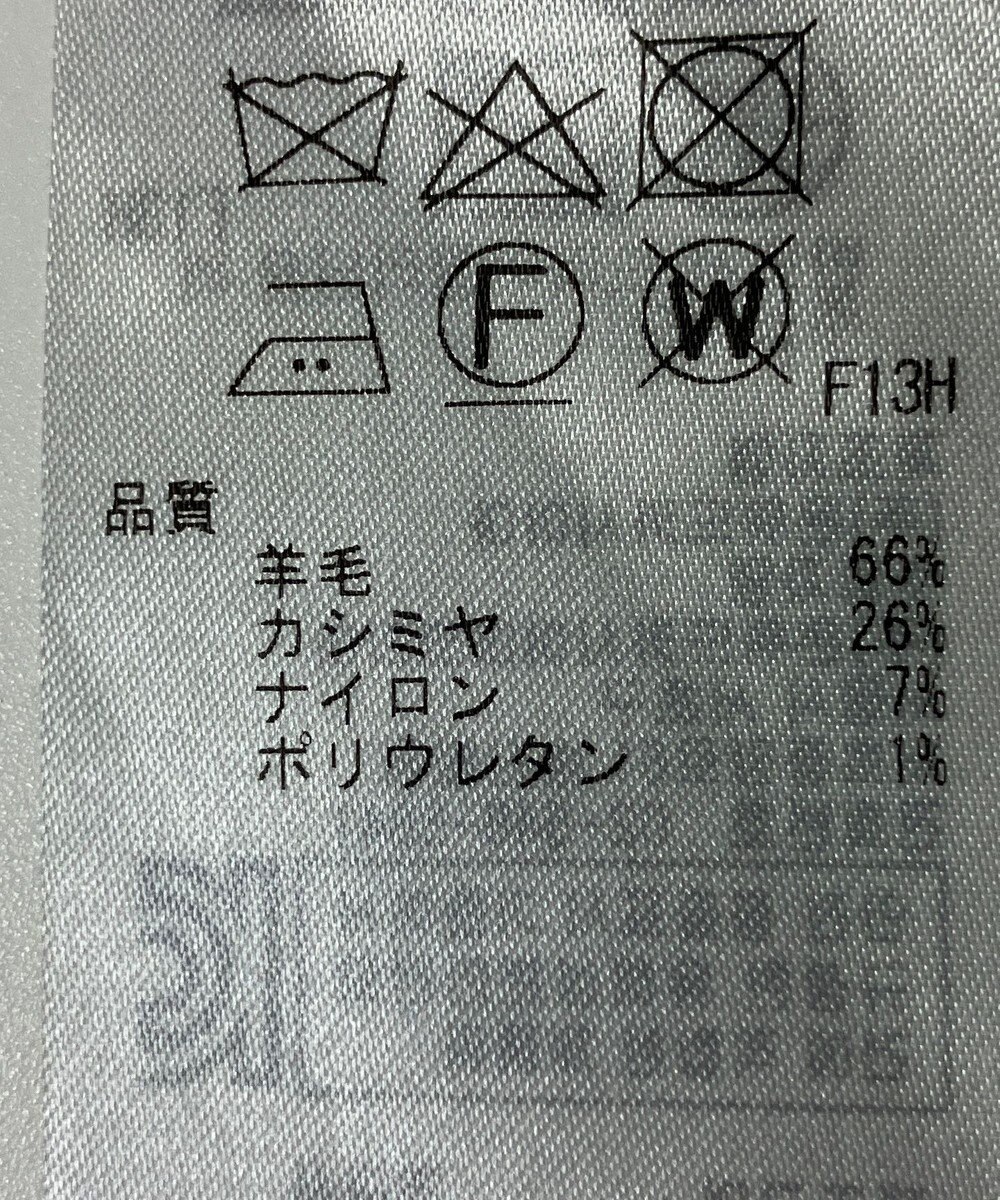 F W F13H
品質
羊毛 66%
カシミヤ 26%
ナイロン 7%
ポリウレタン 1%